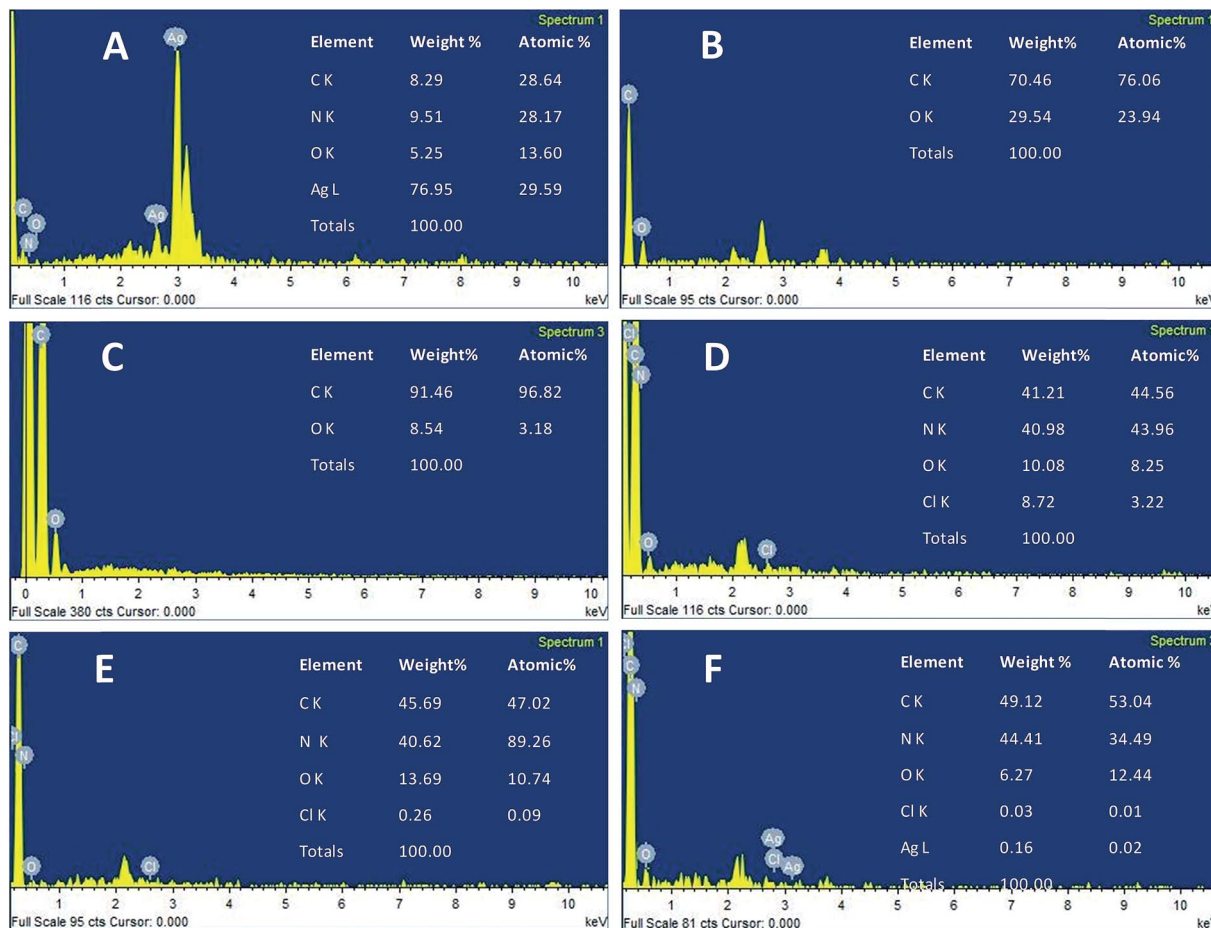 Spectrum 1
A
Element Weight % Atomic %
C K 8.29 28.64
N K 9.51 28.17
O K 5.25 13.60
Ag L 76.95 29.59
Totals 100.00
Ag
Ag
C
O
N
1 2 3 4 5 6 7 8 9 10
Full Scale 116 cts Cursor: 0.000 keV
Spectrum
B
Element Weight% Atomic%
C K 70.46 76.06
O K 29.54 23.94
Totals 100.00
C
O
1 2 3 4 5 6 7 8 9 10
Full Scale 95 cts Cursor: 0.000 ke
Spectrum 3
C
Element Weight% Atomic%
C K 91.46 96.82
O K 8.54 3.18
Totals 100.00
C
O
0 1 2 3 4 5 6 7 8 9 10
Full Scale 380 cts Cursor: 0.000 keV
Spectrum
D
Element Weight% Atomic%
C K 41.21 44.56
N K 40.98 43.96
O K 10.08 8.25
Cl K 8.72 3.22
Totals 100.00
Cl
C
N
O
Cl
1 2 3 4 5 6 7 8 9 10
Full Scale 116 cts Cursor: 0.000 ke
Spectrum 1
E
Element Weight% Atomic%
C K 45.69 47.02
N K 40.62 89.26
O K 13.69 10.74
Cl K 0.26 0.09
Totals 100.00
C
Cl
N
O
Cl
1 2 3 4 5 6 7 8 9 10
Full Scale 95 cts Cursor: 0.000 keV
Spectrum
F
Element Weight % Atomic %
C K 49.12 53.04
N K 44.41 34.49
O K 6.27 12.44
Cl K 0.03 0.01
Ag L 0.16 0.02
Totals 100.00
Cl
C
N
O
Ag
Cl
Ag
1 2 3 4 5 6 7 8 9 10
Full Scale 81 cts Cursor: 0.000 ke